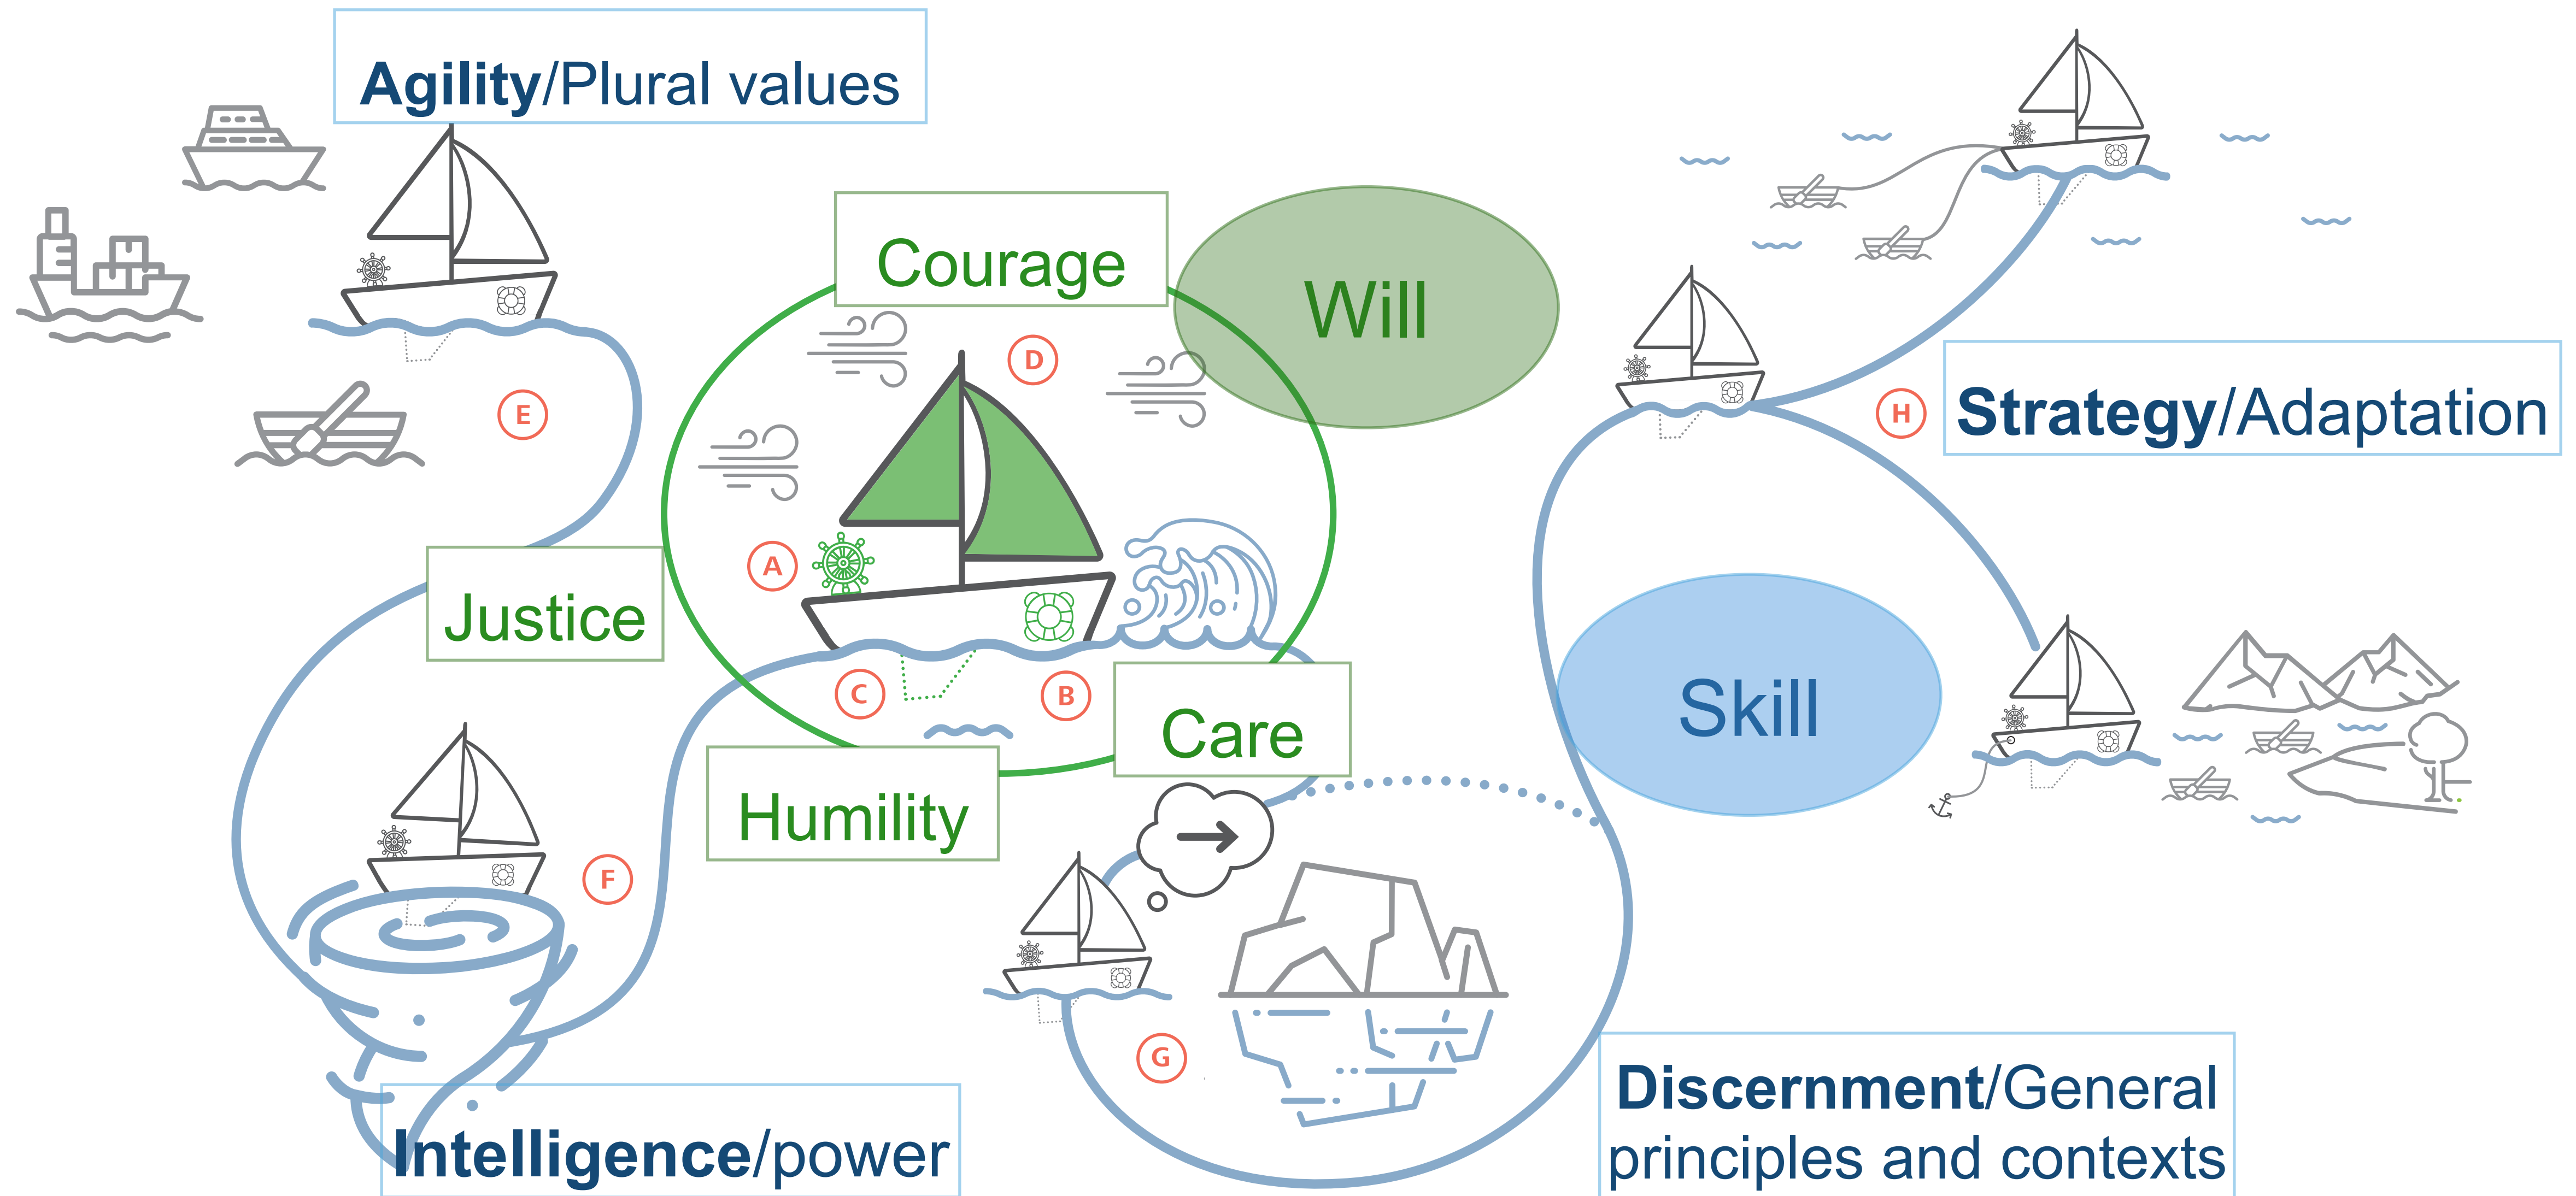 Agility/Plural values
Courage
Will
D
E
H
Strategy/Adaptation
A
Justice
C
B
Care
Skill
Humility
F
G
Intelligence/power
Discernment/General
principles and contexts